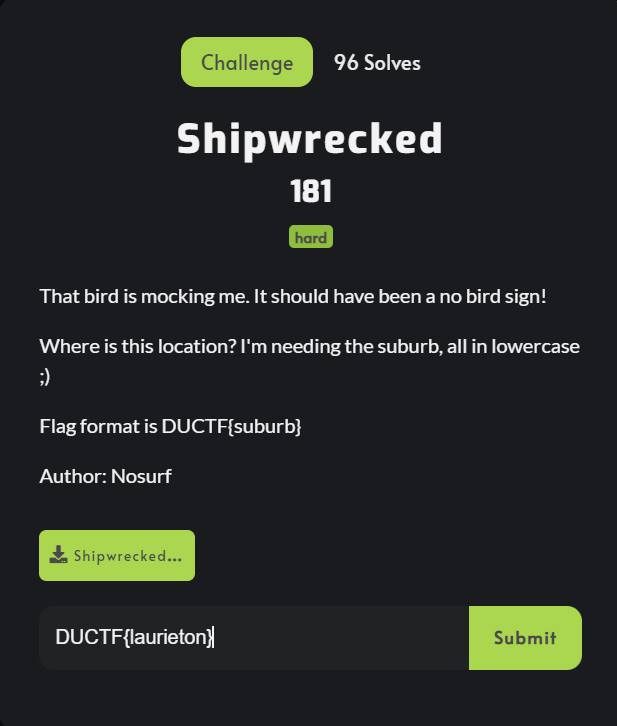 Challenge
96 Solves
Shipwrecked
181
hard
That bird is mocking me. It should have been a no bird sign!
Where is this location? I'm needing the suburb, all in lowercase
;)
Flag format is DUCTF{suburb}
Author: Nosurf
Shipwrecked...
DUCTF{laurieton}
Submit